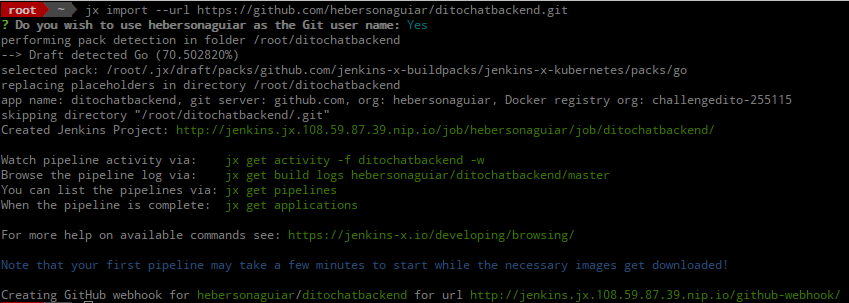 root ~ jx import --url https://github.com/hebersonaguiar/ditochatbackend.git
? Do you wish to use hebersonaguiar as the Git user name: Yes
performing pack detection in folder /root/ditochatbackend
--> Draft detected Go (70.502820%)
selected pack: /root/.jx/draft/packs/github.com/jenkins-x-buildpacks/jenkins-x-kubernetes/packs/go
replacing placeholders in directory /root/ditochatbackend
app name: ditochatbackend, git server: github.com, org: hebersonaguiar, Docker registry org: challengedito-255115
skipping directory "/root/ditochatbackend/.git"
Created Jenkins Project: http://jenkins.jx.108.59.87.39.nip.io/job/hebersonaguiar/job/ditochatbackend/
Watch pipeline activity via: jx get activity -f ditochatbackend -w
Browse the pipeline log via: jx get build logs hebersonaguiar/ditochatbackend/master
You can list the pipelines via: jx get pipelines
When the pipeline is complete: jx get applications
For more help on available commands see: https://jenkins-x.io/developing/browsing/
Note that your first pipeline may take a few minutes to start while the necessary images get downloaded!
Creating GitHub webhook for hebersonaguiar/ditochatbackend for url http://jenkins.jx.108.59.87.39.nip.io/github-webhook/